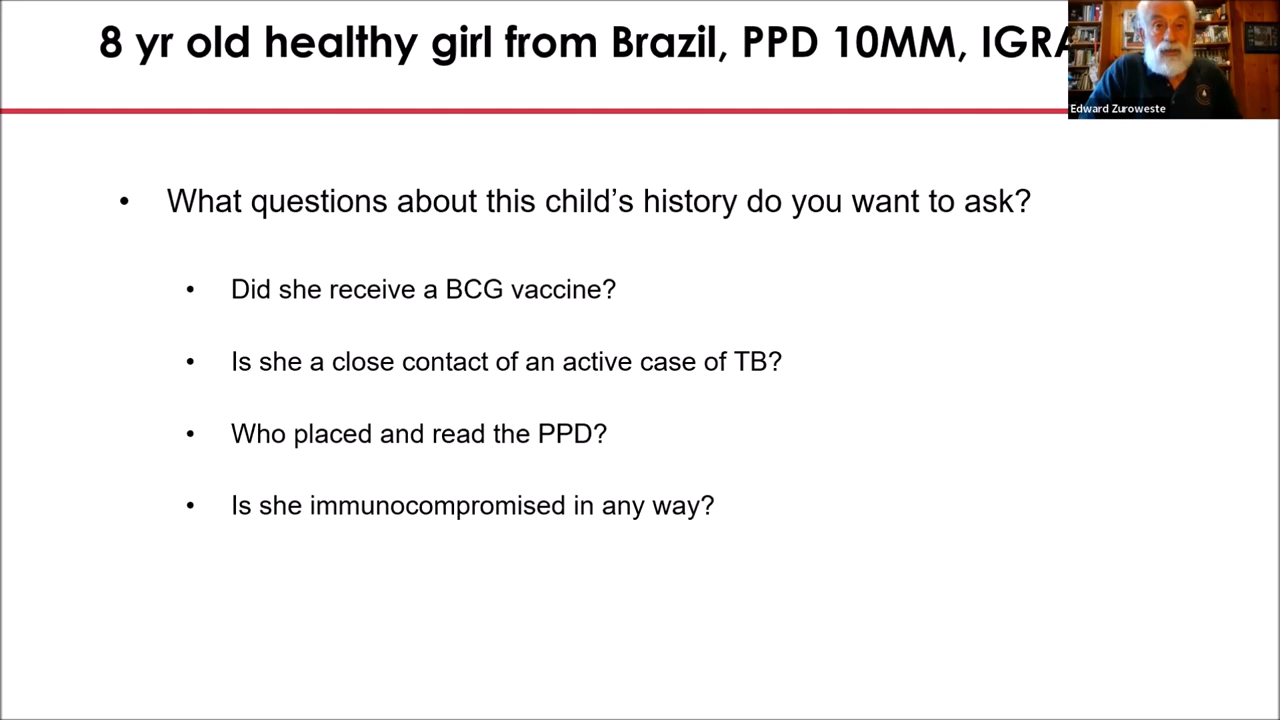 8 yr old healthy girl from Brazil, PPD 10MM, IGRA
Edward Zuroweste
• What questions about this child's history do you want to ask?
• Did she receive a BCG vaccine?
• Is she a close contact of an active case of TB?
• Who placed and read the PPD?
• Is she immunocompromised in any way?